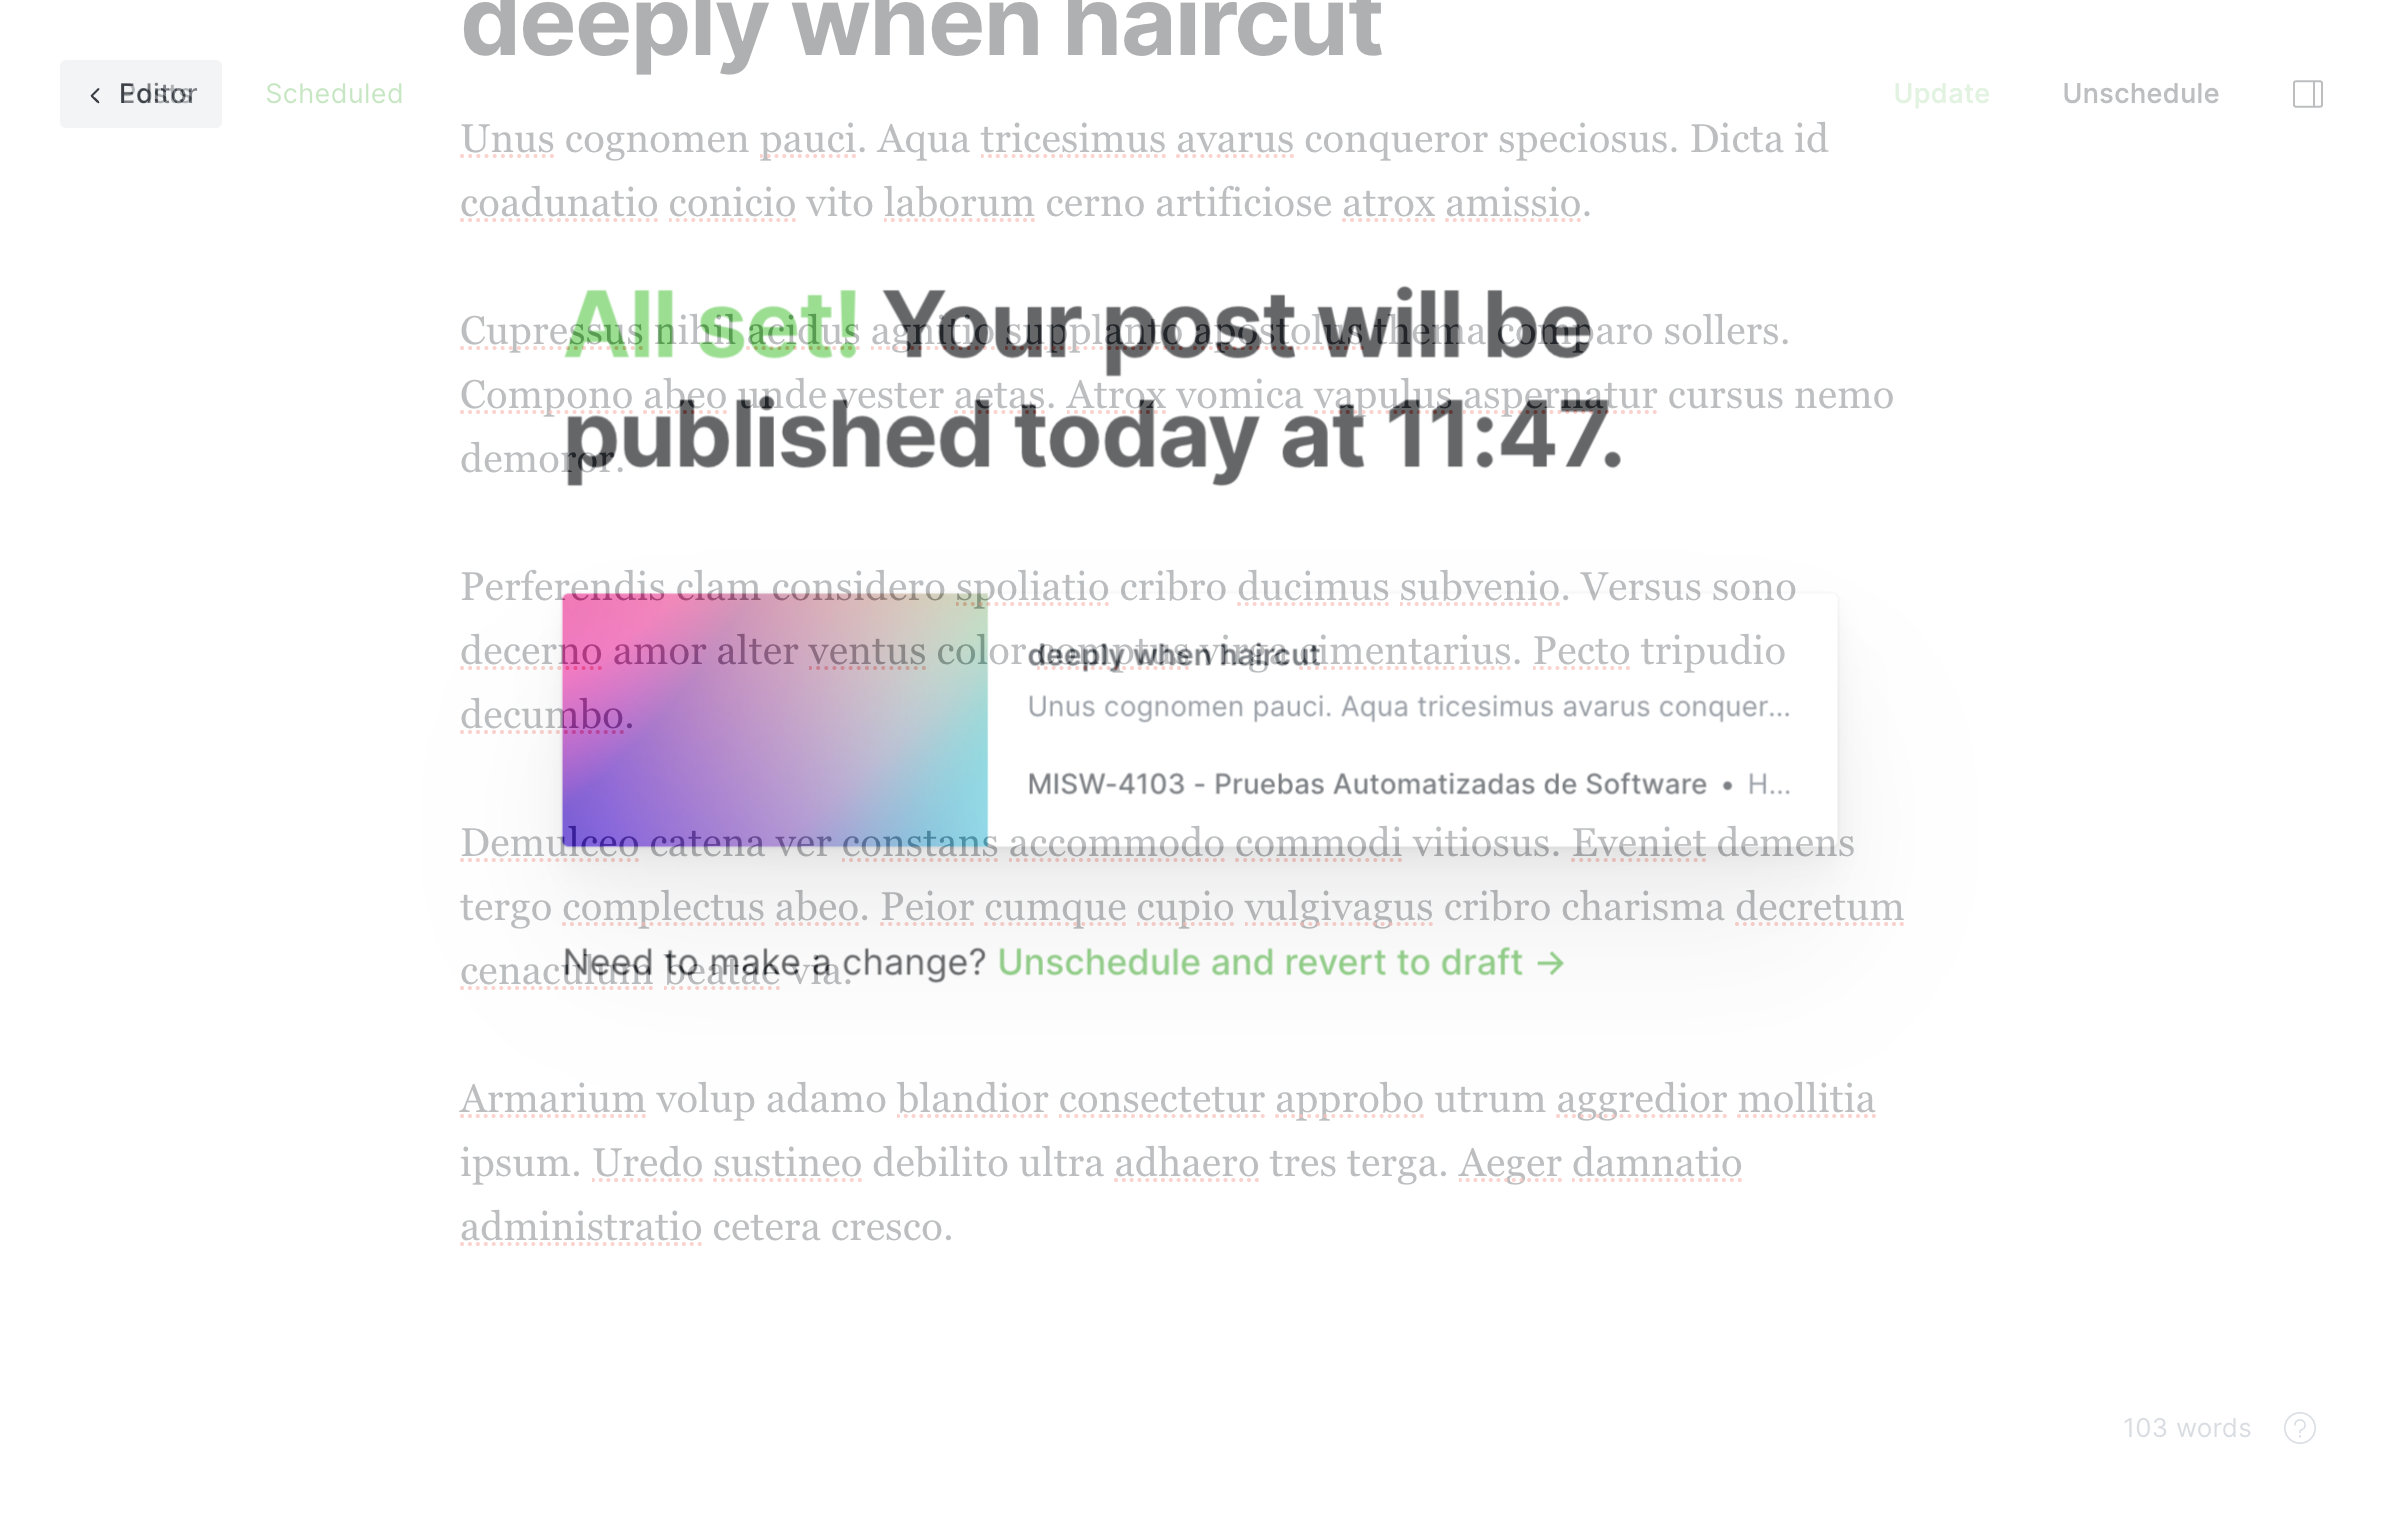 deeply when haircut
Editor
Scheduled
Update
Unschedule
Unus cognomen pauci. Aqua tricesimus avarus conqueror speciosus. Dicta id
coadunatio conicio vito laborum cerno artificiose atrox amissio.
All set! Your post will be
published today at 11:47.
Cupressus nihil acidus agnitio supplanto apostolus thema comparo sollers.
Compono abeo unde vester aetas. Atrox vomica vapulus aspernatur cursus nemo
demoror.
Perferendis clam considero spoliatio cribro ducimus subvenio. Versus sono
decerno amor alter ventus color virga Pecto tripudio
decumbo.
deeply when haircut
Unus cognomen pauci. Aqua tricesimus avarus conquer...
MISW-4103 - Pruebas Automatizadas de Software • H...
Demulceo catena ver constans accommodo commodi vitiosus. Eveniet demens
tergo complectus abeo. Peior cumque cupio vulgivagus cribro charisma decretum
cenaculum beatae via.
Need to make a change? Unschedule and revert to draft →
Armarium volup adamo blandior consectetur approbo utrum aggredior mollitia
ipsum. Uredo sustineo debilito ultra adhaero tres terga. Aeger damnatio
administratio cetera cresco.
103 words
?